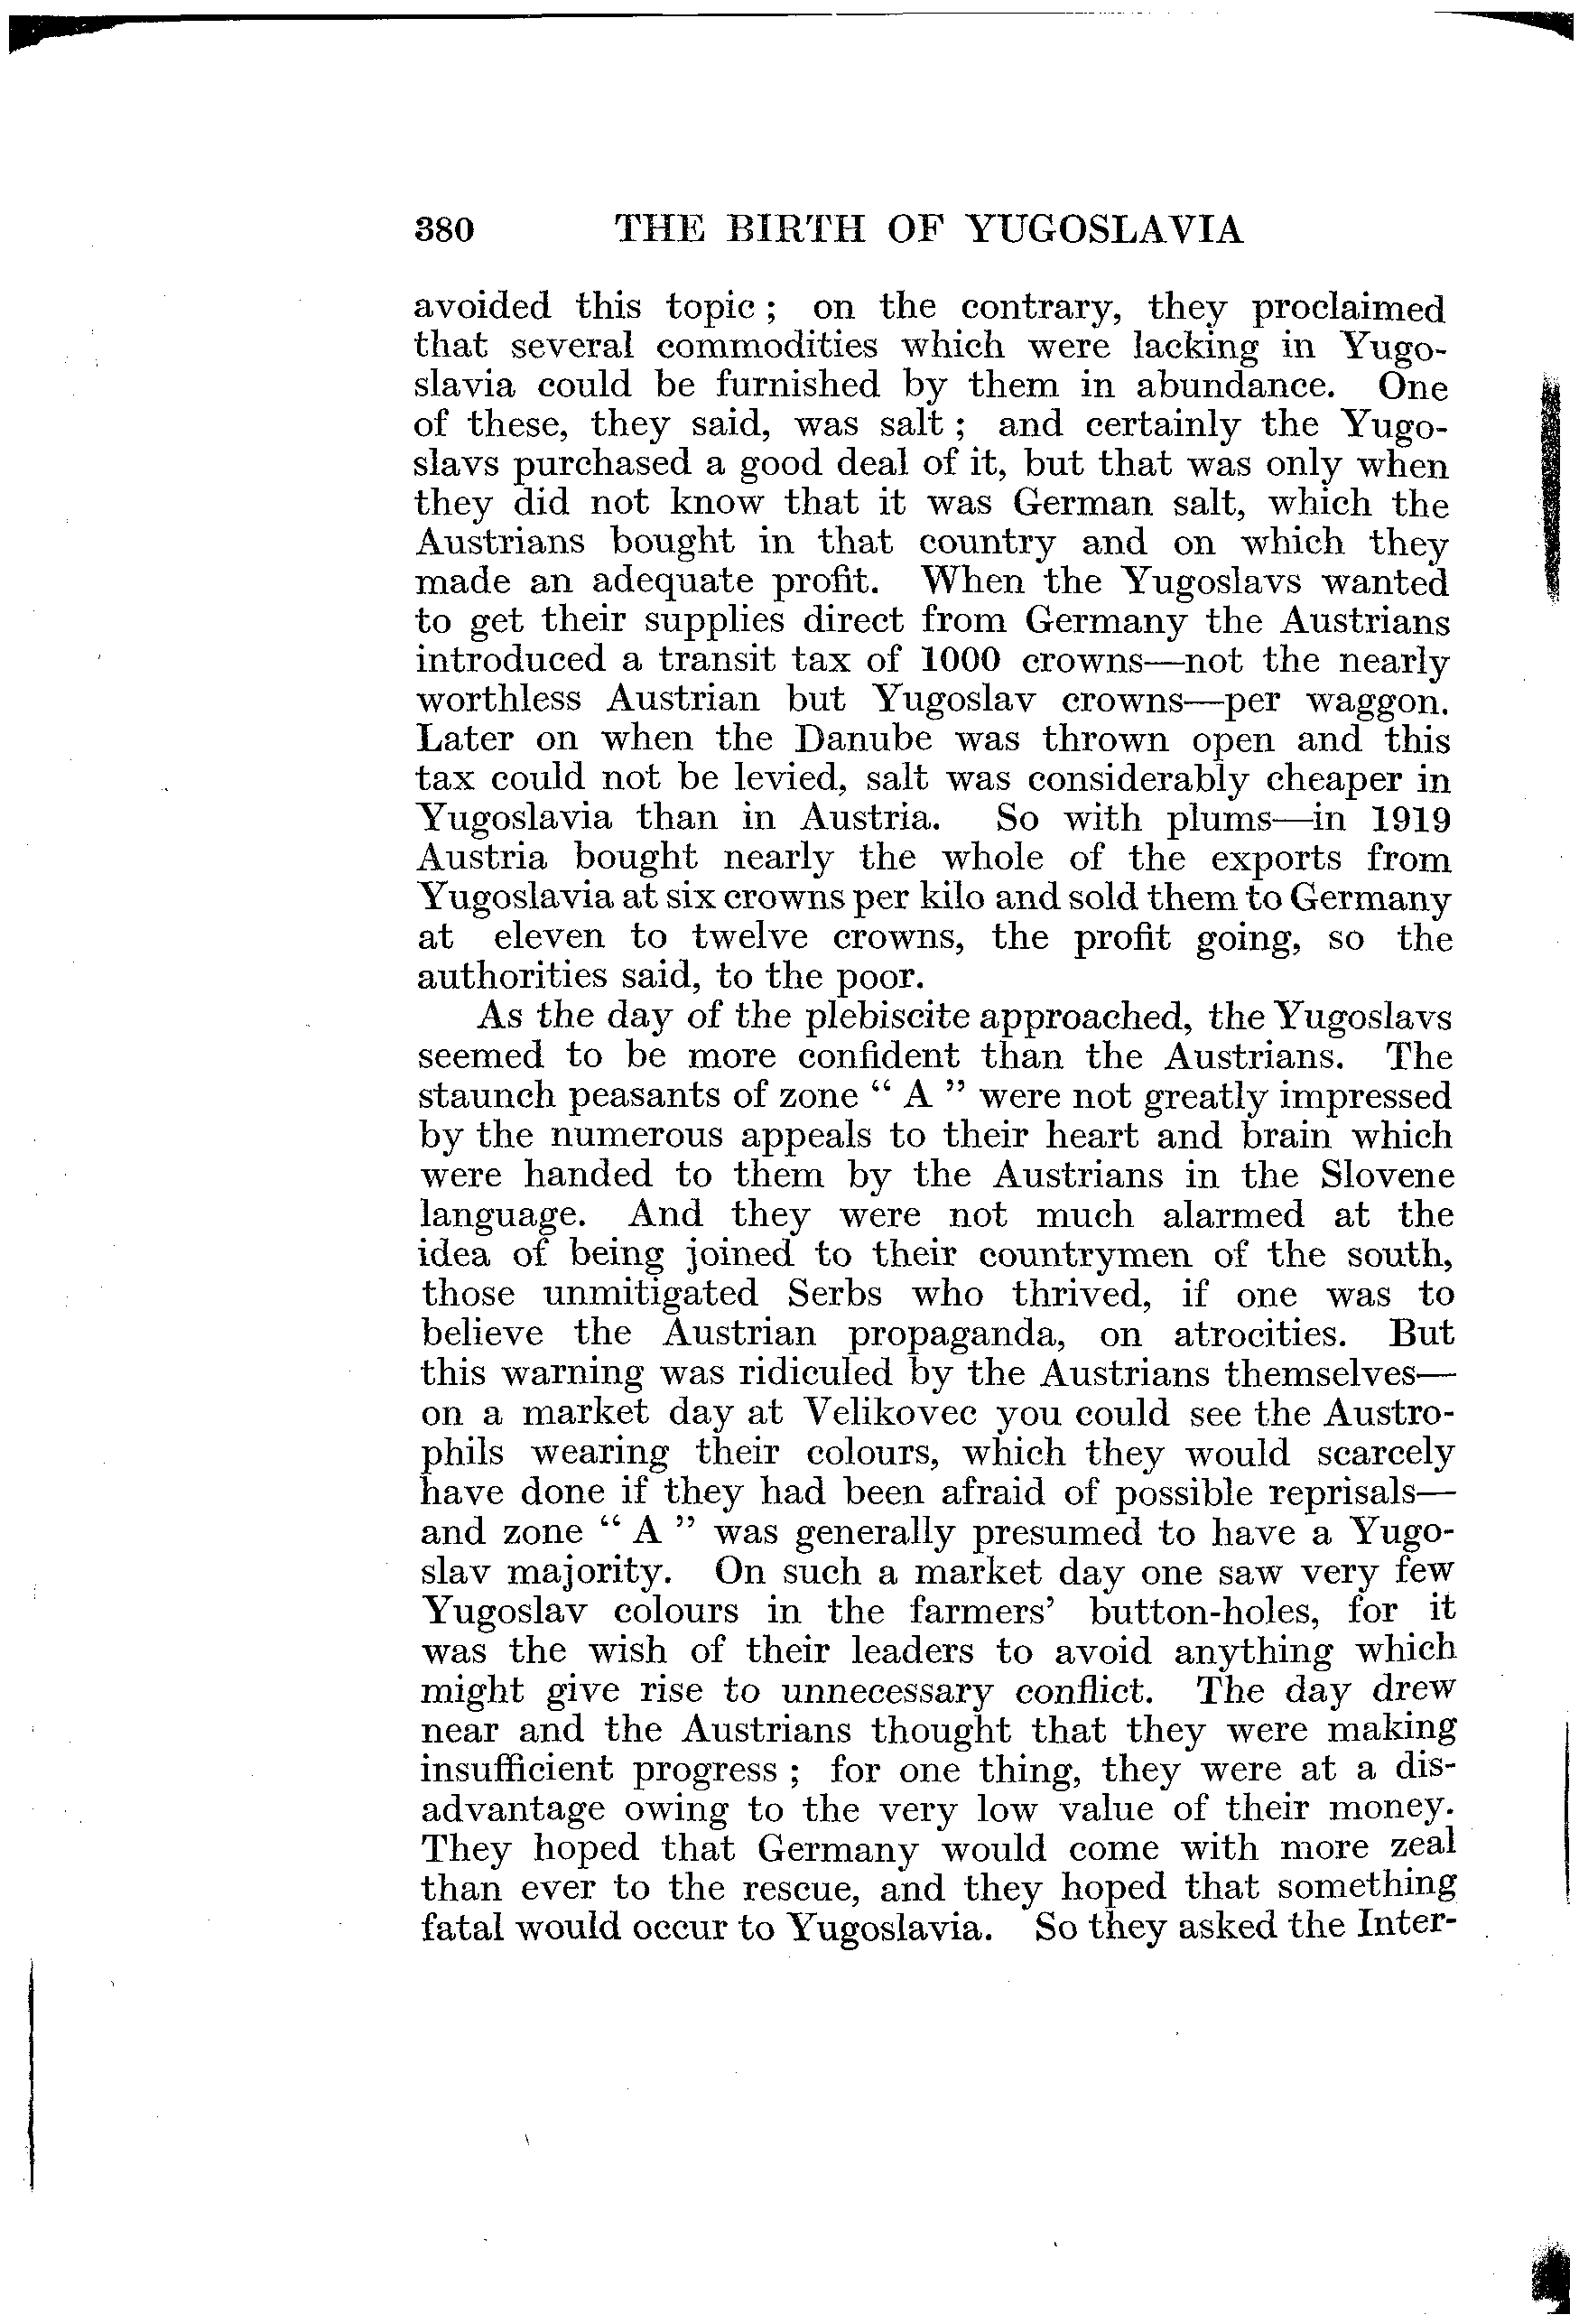 380 THE BIRTH OF YUGOSLAVIA
avoided this topic ; on the contrary, they proclaimed
that several commodities which were lacking in Yugo-
slavia could be furnished by them in abundance. One
of these, they said, was salt ; and certainly the Yugo-
slavs purchased a good deal of it, but that was only when
they did not know that it was German salt, which the
Austrians bought in that country and on which they
made an adequate profit. When the Yugoslavs wanted
to get their supplies direct from Germany the Austrians
introduced a transit tax of 1000 crowns—not the nearly
worthless Austrian but Yugoslav crowns—per waggon.
Later on when the Danube was thrown open and this
tax could not be levied, salt was considerably cheaper in
Yugoslavia than in Austria. So with plums—in 1919
Austria bought nearly the whole of the exports from
Yugoslavia at six crowns per kilo and sold them to Germany
at eleven to twelve crowns, the profit going, so the
authorities said, to the poor.
As the day of the plebiscite approached, the Yugoslavs
seemed to be more confident than the Austrians. The
staunch peasants of zone “ A ” were not greatly impressed
by the numerous appeals to their heart and brain which
were handed to them by the Austrians in the Slovene
language. And they were not much alarmed at the
idea of being joined to their countrymen of the south,
those unmitigated Serbs who thrived, if one was to
believe the Austrian propaganda, on atrocities. But
this warning was ridiculed by the Austrians themselves—
on a market day at Velikovec you could see the Austro-
phils wearing their colours, which they would scarcely
have done if they had been afraid of possible reprisals—
and zone “ A ” was generally presumed to have a Yugo-
slav majority. On such a market day one saw very few
Yugoslav colours in the farmers’ button-holes, for it
was the wish of their leaders to avoid anything which
might give rise to unnecessary conflict. The day drew
near and the Austrians thought that they were making
insufficient progress ; for one thing, they were at a dis-
advantage owing to the very low value of their money.
They hoped that Germany would come with more zeal
than ever to the rescue, and they hoped that something
fatal would occur to Yugoslavia. So they asked the Inter-